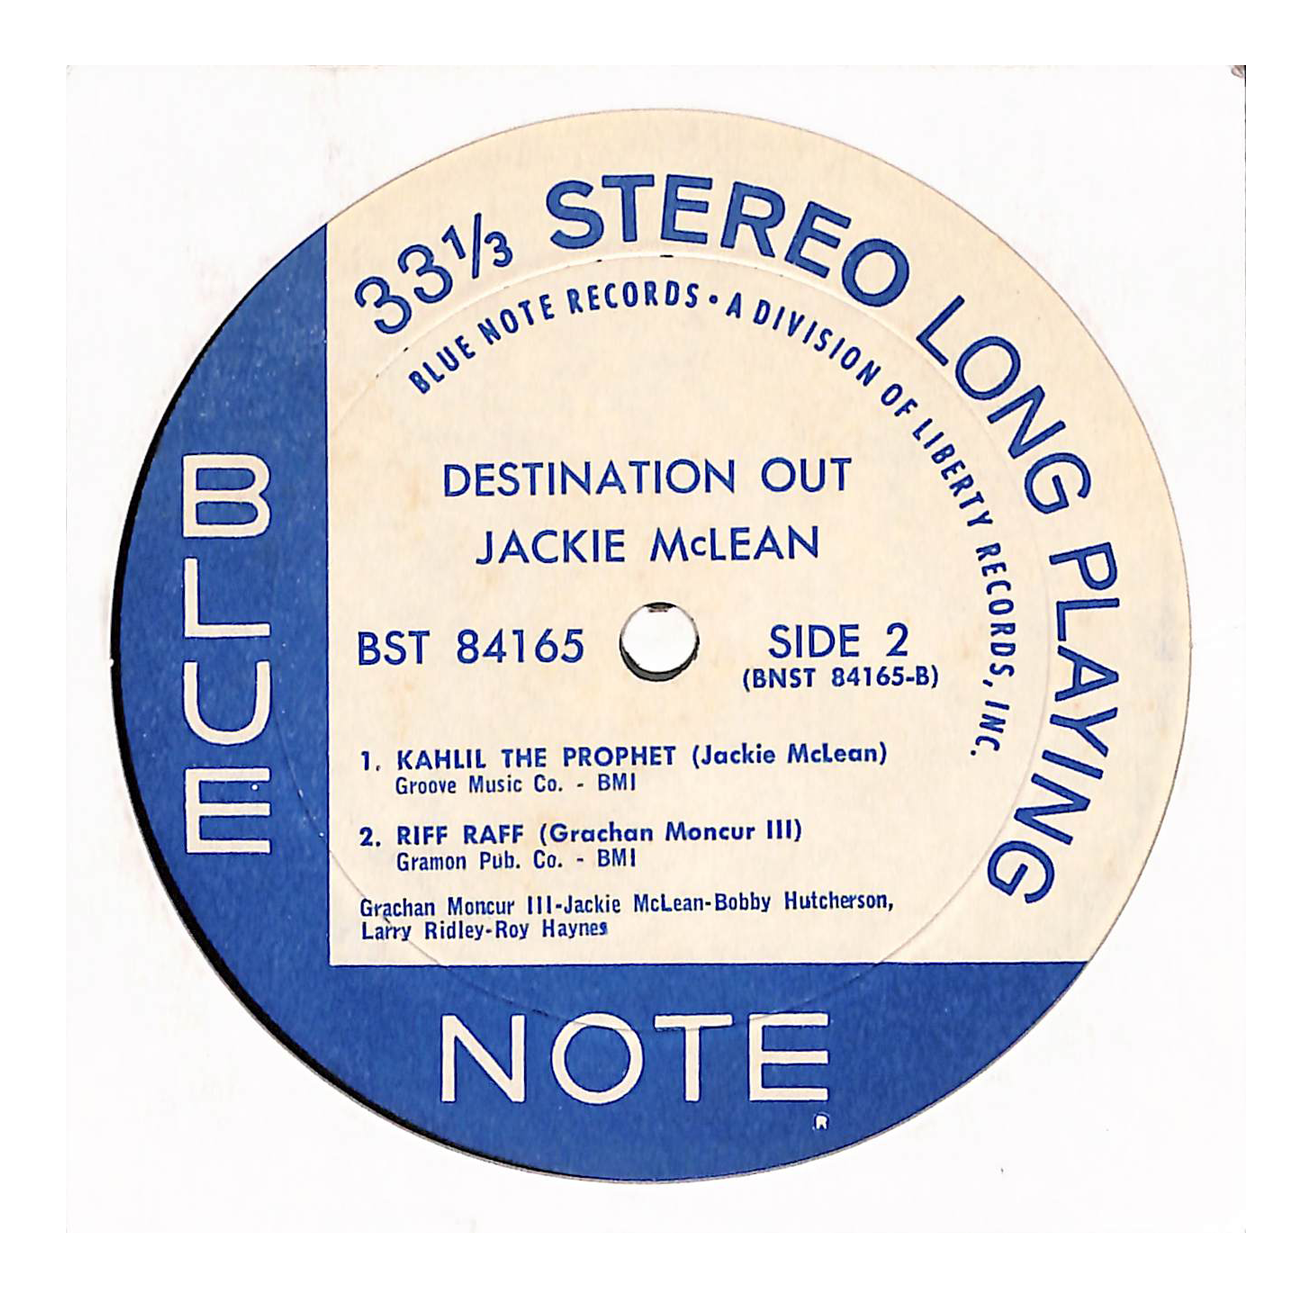 33⅓ STEREO LONG PLAYING
BLUE NOTE RECORDS • A DIVISION OF LIBERTY RECORDS, INC.
DESTINATION OUT
JACKIE McLEAN
BST 84165
SIDE 2
(BNST 84165-B)
1. KAHLIL THE PROPHET (Jackie McLean)
Groove Music Co. - BMI
2. RIFF RAFF (Grachan Moncur III)
Gramon Pub. Co. - BMI
Grachan Moncur III-Jackie McLean-Bobby Hutcherson,
Larry Ridley-Roy Haynes
BLUE
NOTE
®